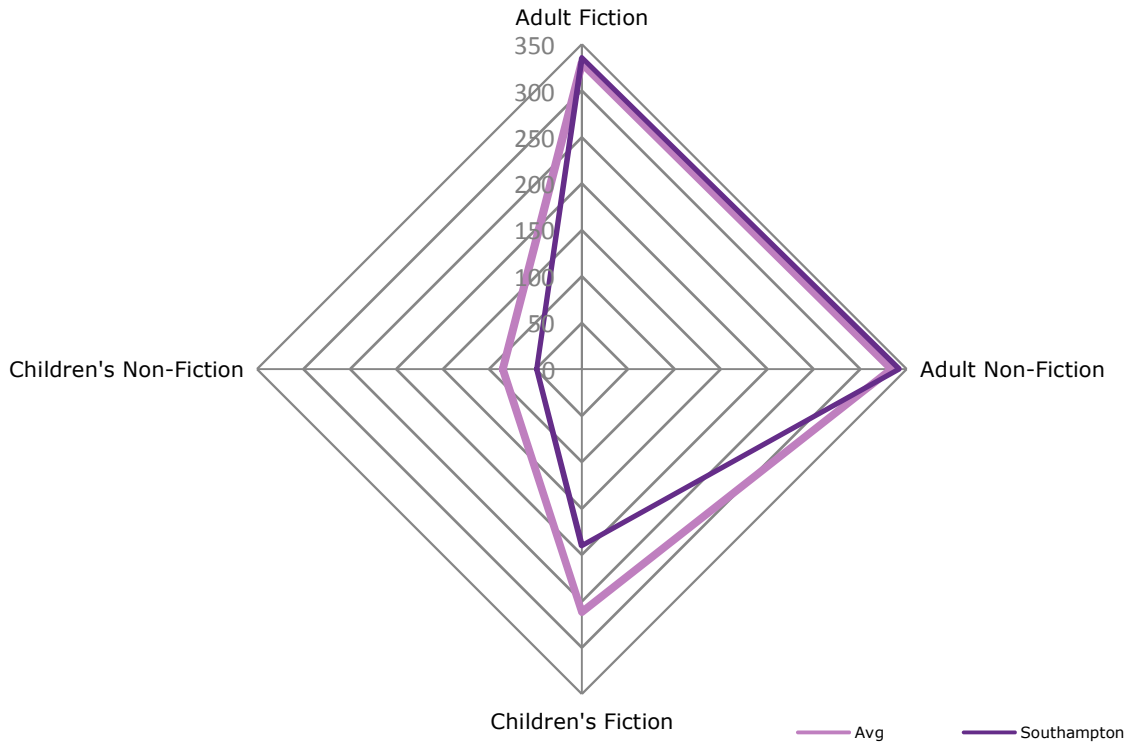 Adult Fiction
350
300
250
200
150
100
50
0
Children's Non-Fiction
Adult Non-Fiction
Children's Fiction
Avg
Southampton